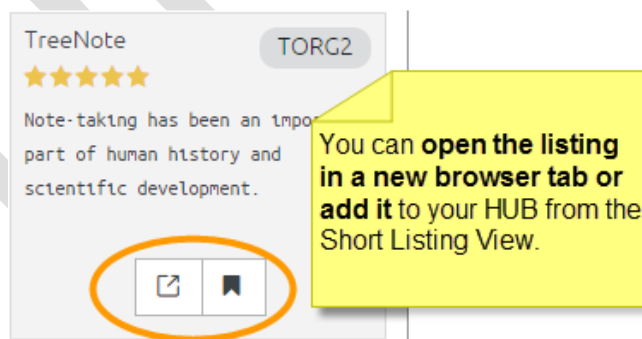 TreeNote
TORG2
Note-taking has been an
part of human history and
scientific development.
You can open the listing
in a new browser tab or
add it to your HUB from the
Short Listing View.